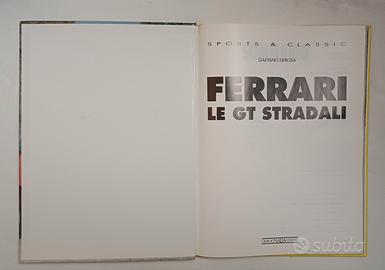 SPORTS & CLASSIC
GAETANO DEROSA
FERRARI
LE GT STRADALI
subito